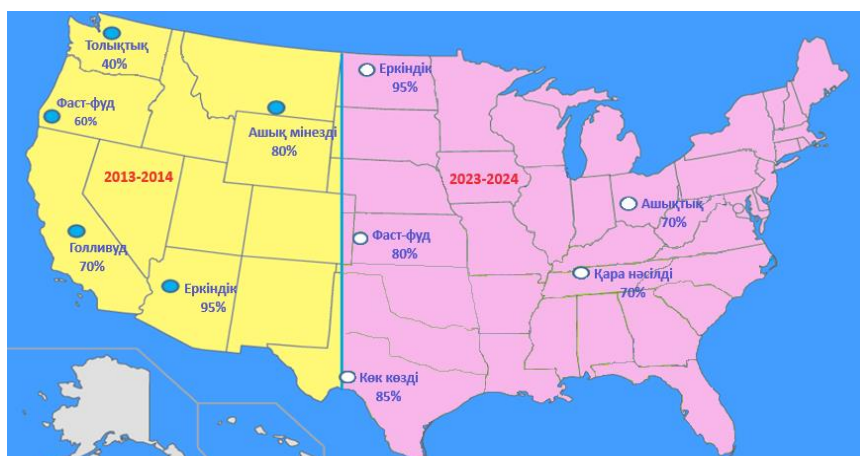 Толықтық
40%
Фаст-фуд
60%
Ашық мінезді
80%
2013-2014
Голливуд
70%
Еркіндік
95%
Еркіндік
95%
2023-2024
Ашықтық
70%
Фаст-фуд
80%
Қара нәсілді
70%
Көк көзді
85%